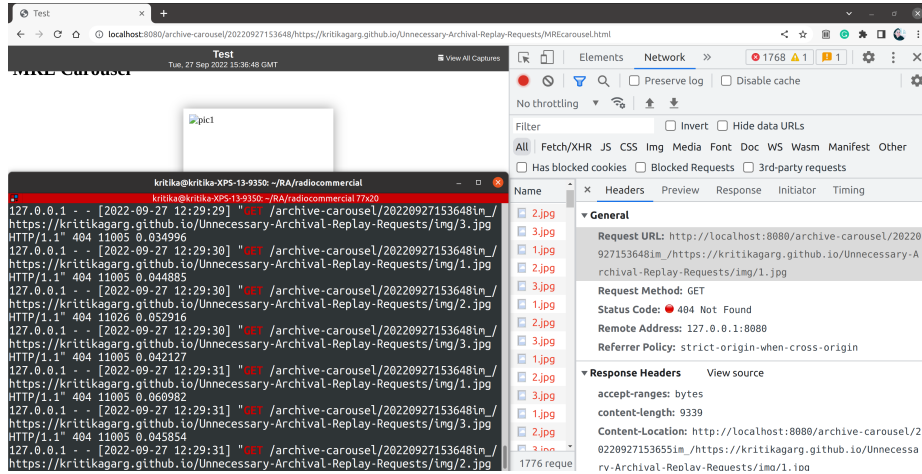 Test
localhost:8080/archive-carousel/20220927153648/https://kritikagarg.github.io/Unnecessary-Archival-Replay-Requests/MRECarousel.html
Test
Tue, 27 Sep 2022 15:36:48 GMT
View All Captures
MRE Carousel
pic1
kritika@kritika-XPS-13-9350: ~/RA/radiocommercial
kritika@kritika-XPS-13-9350: ~/RA/radiocommercial 77x20
127.0.0.1 - - [2022-09-27 12:29:29] "GET /archive-carousel/20220927153648im_/
https://kritikagarg.github.io/Unnecessary-Archival-Replay-Requests/img/3.jpg
HTTP/1.1" 404 11005 0.034996
127.0.0.1 - - [2022-09-27 12:29:30] "GET /archive-carousel/20220927153648im_/
https://kritikagarg.github.io/Unnecessary-Archival-Replay-Requests/img/1.jpg
HTTP/1.1" 404 11005 0.044885
127.0.0.1 - - [2022-09-27 12:29:30] "GET /archive-carousel/20220927153648im_/
https://kritikagarg.github.io/Unnecessary-Archival-Replay-Requests/img/2.jpg
HTTP/1.1" 404 11026 0.052916
127.0.0.1 - - [2022-09-27 12:29:30] "GET /archive-carousel/20220927153648im_/
https://kritikagarg.github.io/Unnecessary-Archival-Replay-Requests/img/3.jpg
HTTP/1.1" 404 11005 0.042127
127.0.0.1 - - [2022-09-27 12:29:31] "GET /archive-carousel/20220927153648im_/
https://kritikagarg.github.io/Unnecessary-Archival-Replay-Requests/img/1.jpg
HTTP/1.1" 404 11005 0.060982
127.0.0.1 - - [2022-09-27 12:29:31] "GET /archive-carousel/20220927153648im_/
https://kritikagarg.github.io/Unnecessary-Archival-Replay-Requests/img/3.jpg
HTTP/1.1" 404 11005 0.045854
127.0.0.1 - - [2022-09-27 12:29:31] "GET /archive-carousel/20220927153648im_/
https://kritikagarg.github.io/Unnecessary-Archival-Replay-Requests/img/2.jpg
Elements Network » 1768 1
Preserve log Disable cache
No throttling
Filter Invert Hide data URLs
All Fetch/XHR JS CSS Img Media Font Doc WS Wasm Manifest Other
Has blocked cookies Blocked Requests 3rd-party requests
Name
2.jpg
3.jpg
1.jpg
2.jpg
3.jpg
1.jpg
2.jpg
3.jpg
1.jpg
2.jpg
3.jpg
1.jpg
2.jpg
3.jpg
1776 reque
Headers Preview Response Initiator Timing
General
Request URL: http://localhost:8080/archive-carousel/20220
927153648im_/https://kritikagarg.github.io/Unnecessary-A
rchival-Replay-Requests/img/1.jpg
Request Method: GET
Status Code: 404 Not Found
Remote Address: 127.0.0.1:8080
Referrer Policy: strict-origin-when-cross-origin
Response Headers View source
accept-ranges: bytes
content-length: 9339
Content-Location: http://localhost:8080/archive-carousel/2
0220927153655im_/https://kritikagarg.github.io/Unnecessa
ry-Archival-Replay-Requests/img/1.jpg